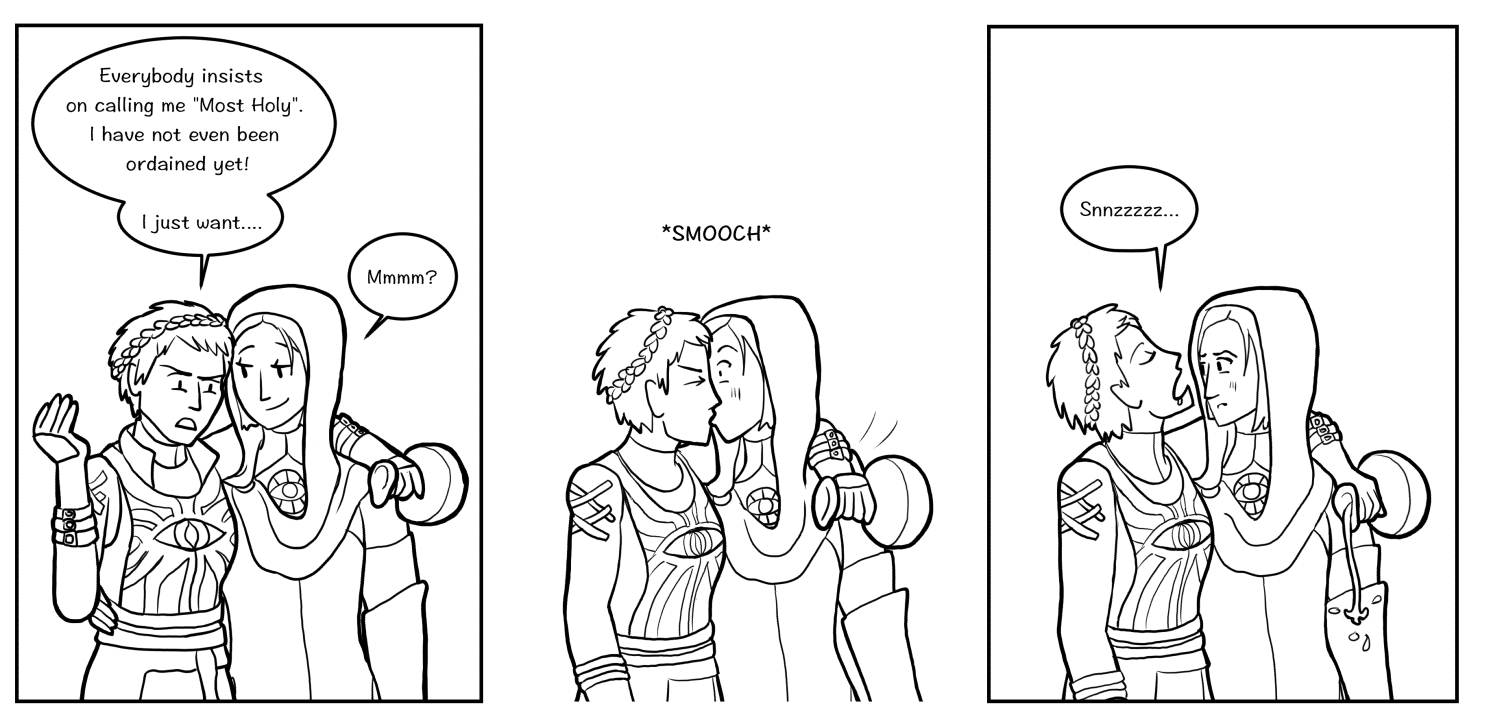 Everybody insists
on calling me "Most Holy".
I have not even been
ordained yet!
I just want....
Mmmm?
*SMOOCH*
Snnzzzzz...